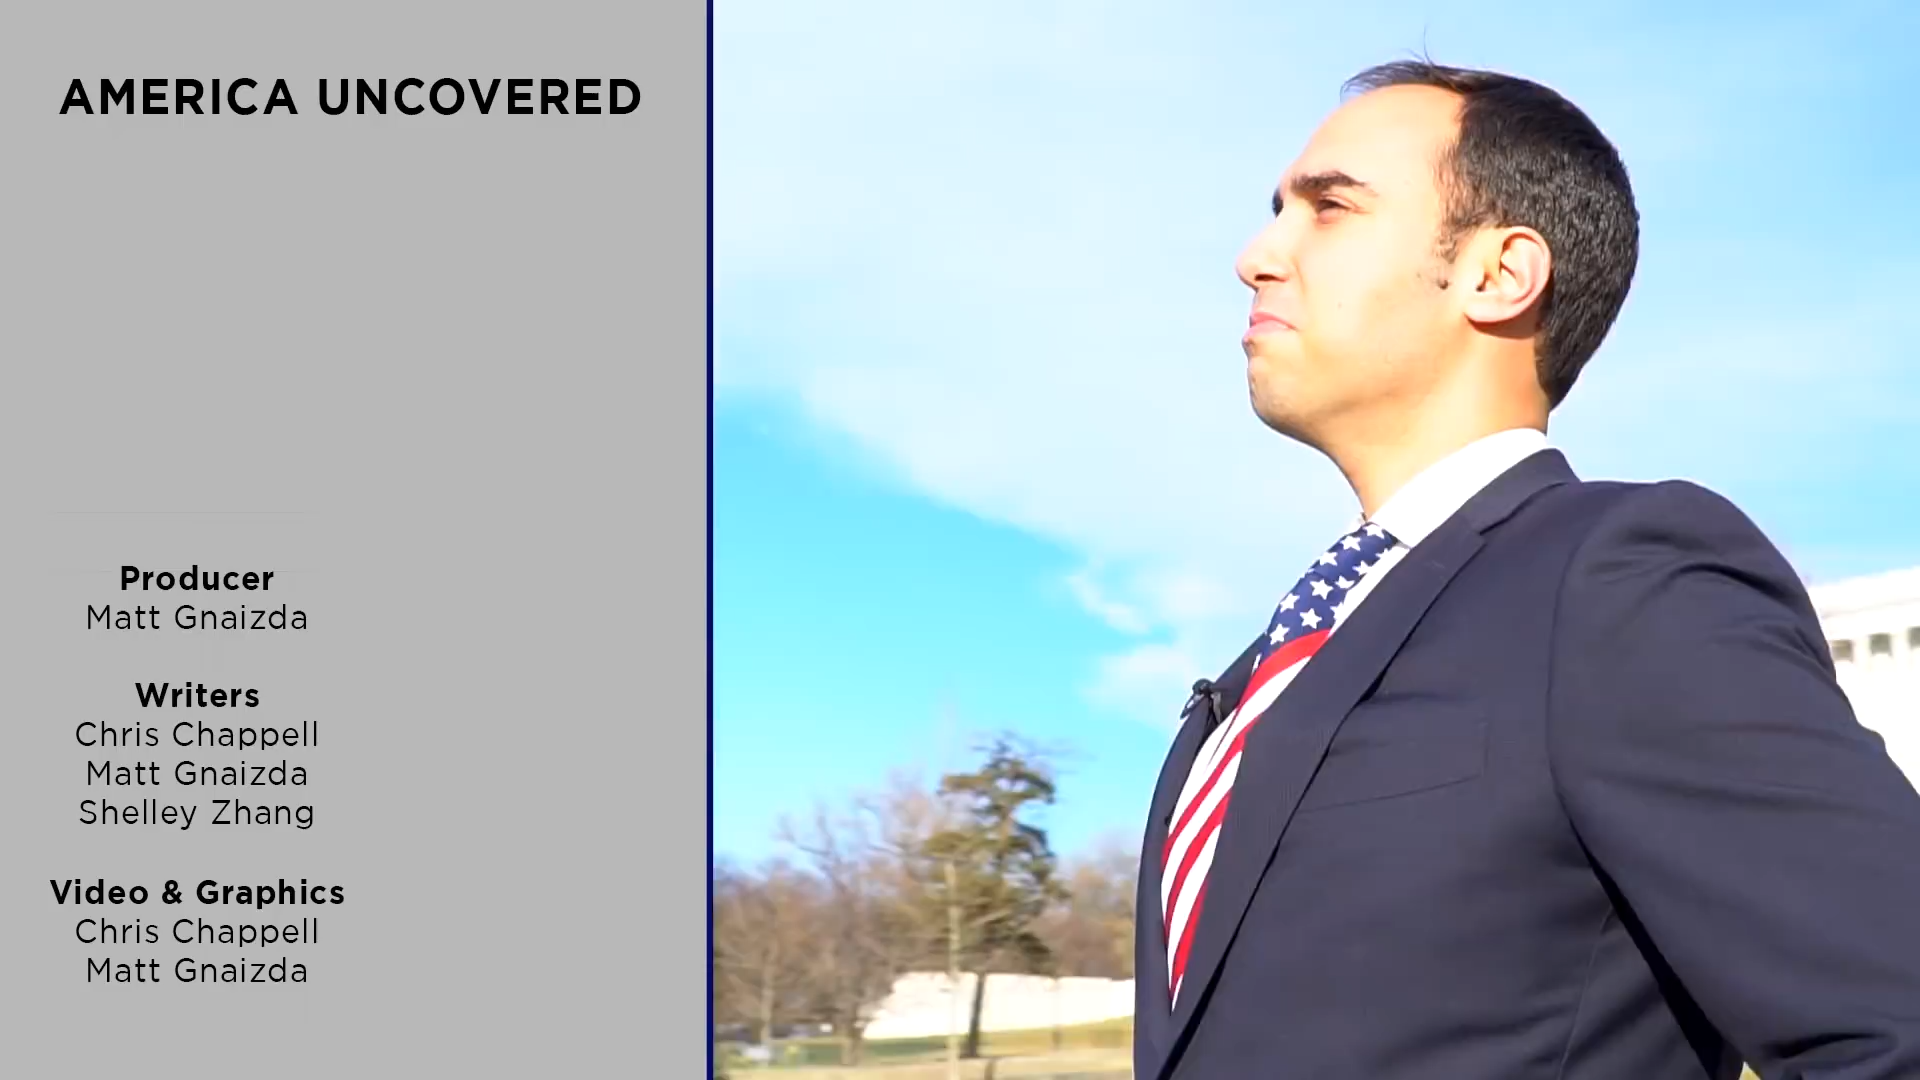 AMERICA UNCOVERED
Producer
Matt Gnaizda
Writers
Chris Chappell
Matt Gnaizda
Shelley Zhang
Video & Graphics
Chris Chappell
Matt Gnaizda